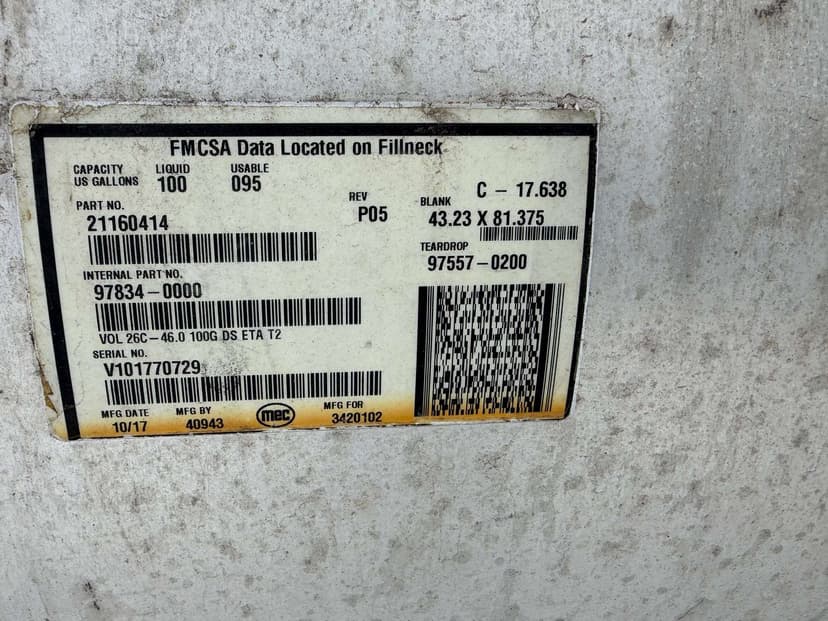 FMCSA Data Located on Fillneck
CAPACITY US GALLONS
LIQUID 100
USABLE 095
C - 17.638
PART NO.
21160414
REV
P05
BLANK
43.23 X 81.375
TEARDROP
97557-0200
INTERNAL PART NO.
97834-0000
VOL 26C-46.0 100G DS ETA T2
SERIAL NO.
V101770729
MFG DATE
10/17
MFG BY
40943
mec
MFG FOR
3420102